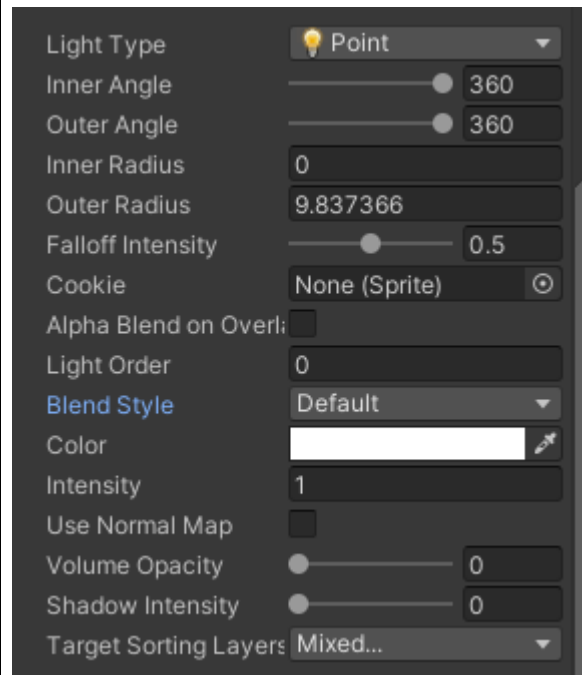 Light Type Point
Inner Angle 360
Outer Angle 360
Inner Radius 0
Outer Radius 9.837366
Falloff Intensity 0.5
Cookie None (Sprite)
Alpha Blend on Overla
Light Order 0
Blend Style Default
Color
Intensity 1
Use Normal Map
Volume Opacity 0
Shadow Intensity 0
Target Sorting Layers Mixed...